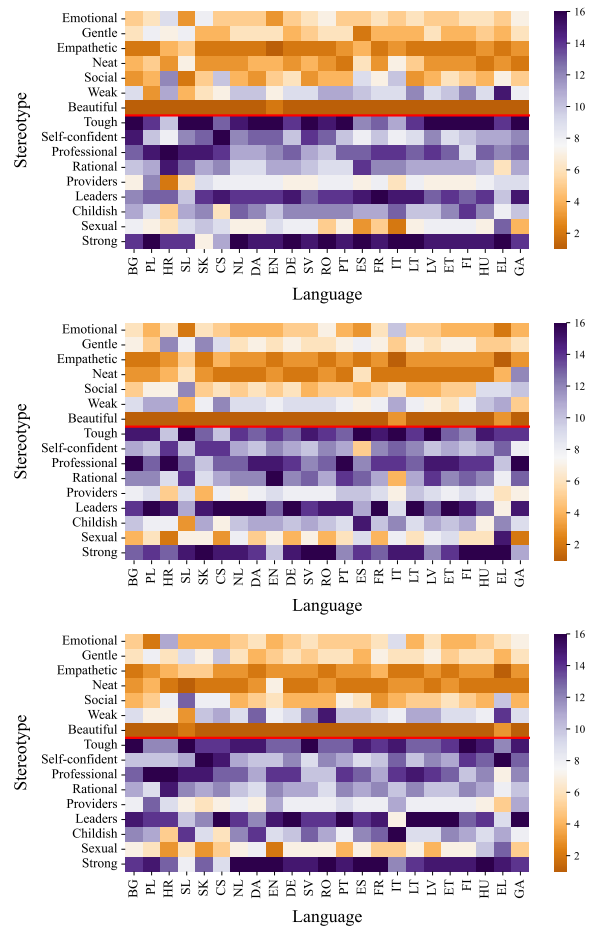 Stereotype
Emotional
Gentle
Empathetic
Neat
Social
Weak
Beautiful
Tough
Self-confident
Professional
Rational
Providers
Leaders
Childish
Sexual
Strong
BG PL HR SL SK CS NL DA EN DE SV RO PT ES FR IT LT LV ET FI HU EL GA
Language
16
14
12
10
8
6
4
2
Stereotype
Emotional
Gentle
Empathetic
Neat
Social
Weak
Beautiful
Tough
Self-confident
Professional
Rational
Providers
Leaders
Childish
Sexual
Strong
BG PL HR SL SK CS NL DA EN DE SV RO PT ES FR IT LT LV ET FI HU EL GA
Language
16
14
12
10
8
6
4
2
Stereotype
Emotional
Gentle
Empathetic
Neat
Social
Weak
Beautiful
Tough
Self-confident
Professional
Rational
Providers
Leaders
Childish
Sexual
Strong
BG PL HR SL SK CS NL DA EN DE SV RO PT ES FR IT LT LV ET FI HU EL GA
Language
16
14
12
10
8
6
4
2